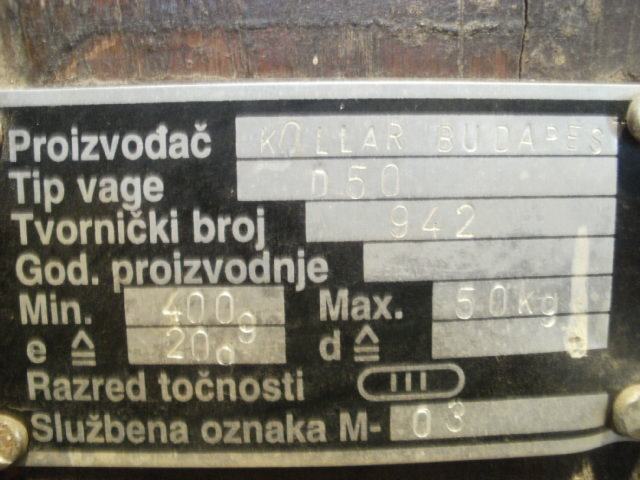 Proizvođač KOLLAR BUDAPES
Tip vage D50
Tvornički broj 942
God. proizvodnje
Min. 400g Max. 50kg
e ≙ 20g d ≙
Razred točnosti III
Službena oznaka M- 03